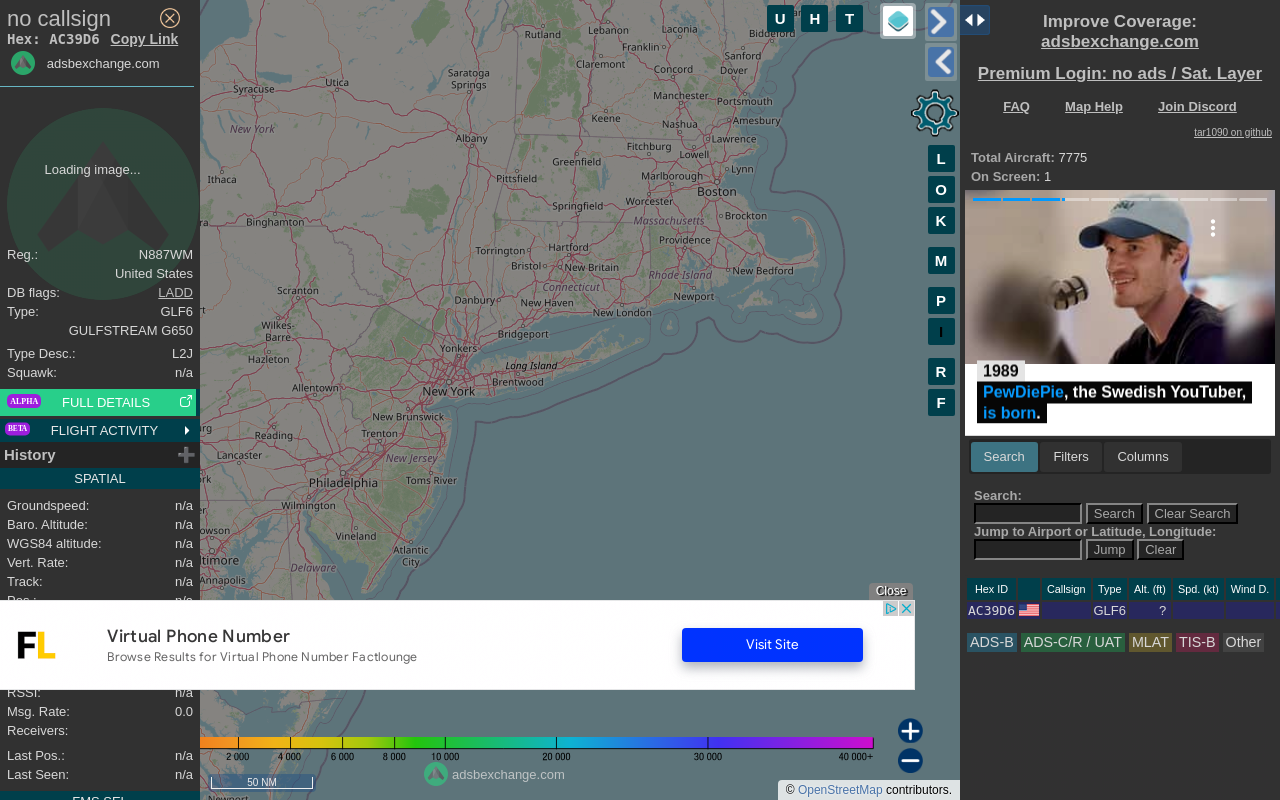 no callsign
Hex: AC39D6 Copy Link
adsbexchange.com
Loading image...
Reg.: N887WM
United States
DB flags: LADD
Type: GLF6
GULFSTREAM G650
Type Desc.: L2J
Squawk: n/a
ALPHA FULL DETAILS
BETA FLIGHT ACTIVITY
History
SPATIAL
Groundspeed: n/a
Baro. Altitude: n/a
WGS84 altitude: n/a
Vert. Rate: n/a
Track: n/a
Pos.: n/a
RSSI: n/a
Msg. Rate: 0.0
Receivers:
Last Pos.: n/a
Last Seen: n/a
FMS SEL
U H T
Rutland
Lebanon
Laconia
Biddeford
Claremont
Franklin
Concord
Sanford
Dover
Syracuse
Utica
Saratoga Springs
Manchester
Portsmouth
New York
Keene
Nashua
Amesbury
Albany
Fitchburg
Lawrence
Greenfield
Lowell
Lynn
Ithaca
Pittsfield
Marlborough
Boston
Springfield
Worcester
Massachusetts
Brockton
Binghamton
Torrington
Hartford
Providence
Bristol
New Britain
Rhode Island
New Bedford
Connecticut
Scranton
Danbury
New Haven
New London
Newport
Wilkes-Barre
Bridgeport
Hazleton
Yonkers
Long Island
Brentwood
Allentown
New York
New Brunswick
Reading
Trenton
Lancaster
New Jersey
Toms River
Philadelphia
Wilmington
Vineland
Atlantic City
Annapolis
Delaware
L
O
K
M
P
I
R
F
Close
FL
Virtual Phone Number
Browse Results for Virtual Phone Number Factlounge
Visit Site
2 000 4 000 6 000 8 000 10 000 20 000 30 000 40 000+
adsbexchange.com
50 NM
Newport
© OpenStreetMap contributors.
Improve Coverage:
adsbexchange.com
Premium Login: no ads / Sat. Layer
FAQ Map Help Join Discord
tar1090 on github
Total Aircraft: 7775
On Screen: 1
1989
PewDiePie, the Swedish YouTuber,
is born.
Search Filters Columns
Search:
Search Clear Search
Jump to Airport or Latitude, Longitude:
Jump Clear
Hex ID Callsign Type Alt. (ft) Spd. (kt) Wind D.
AC39D6 GLF6 ?
ADS-B ADS-C/R / UAT MLAT TIS-B Other